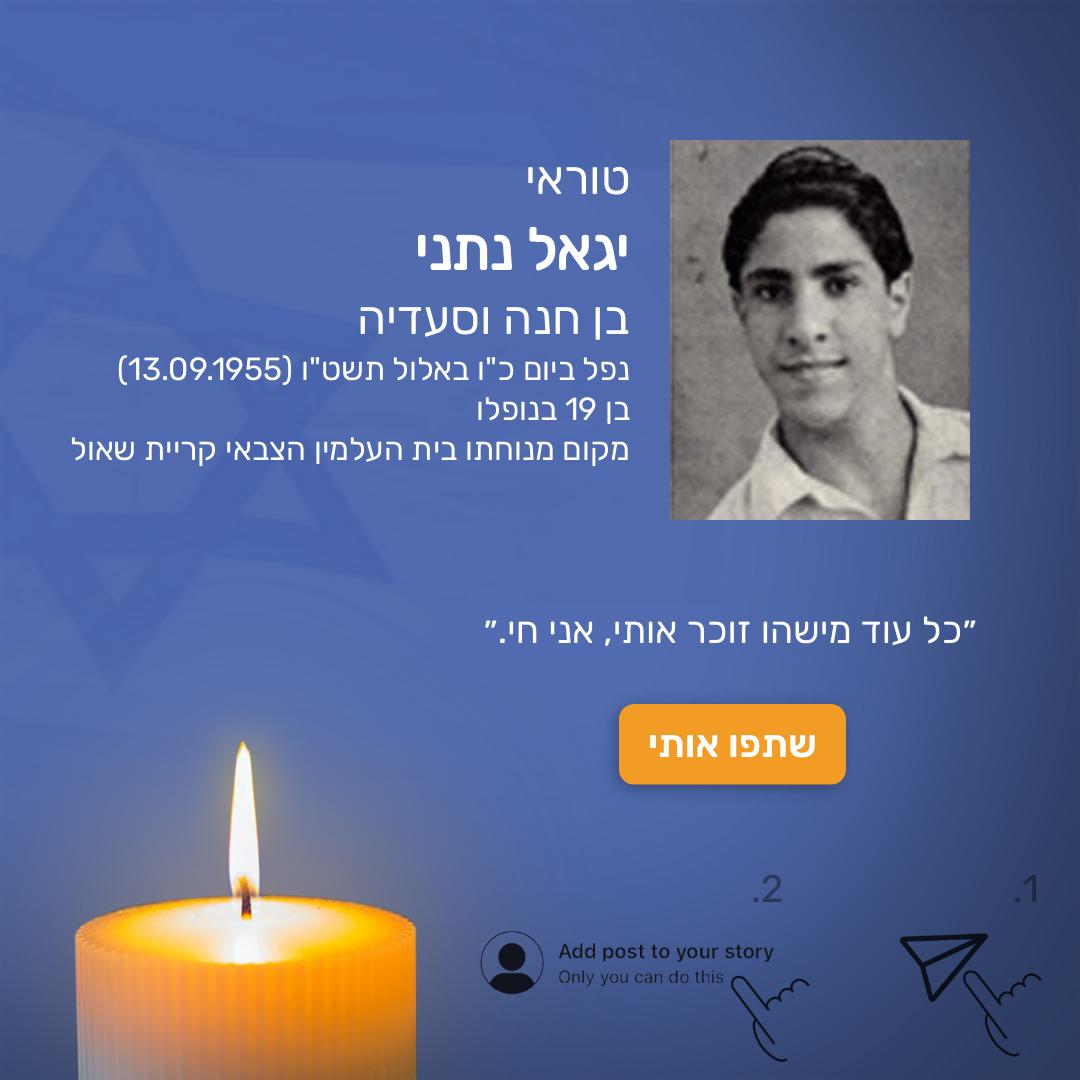 טוראי
יגאל נתני
בן חנה וסעדיה
נפל ביום כ"ו באלול תשט"ו (13.09.1955)
בן 19 בנופלו
מקום מנוחתו בית העלמין הצבאי קריית שאול
״כל עוד מישהו זוכר אותי, אני חי.״
שתפו אותי
.1
.2
Add post to your story
Only you can do this